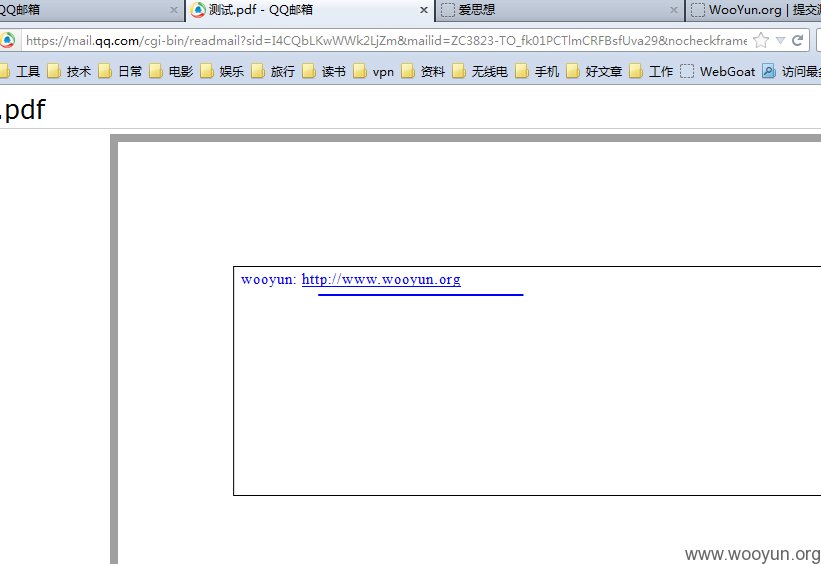 QQ邮箱 测试.pdf - QQ邮箱 爱思想 WooYun.org | 提交
https://mail.qq.com/cgi-bin/readmail?sid=I4CQbLKwWWk2LjZm&mailid=ZC3823-TO_fk01PCTlmCRFBsfUva29&nocheckframe
工具 技术 日常 电影 娱乐 旅行 读书 vpn 资料 无线电 手机 好文章 工作 WebGoat 访问最
.pdf
wooyun: http://www.wooyun.org
www.wooyun.org